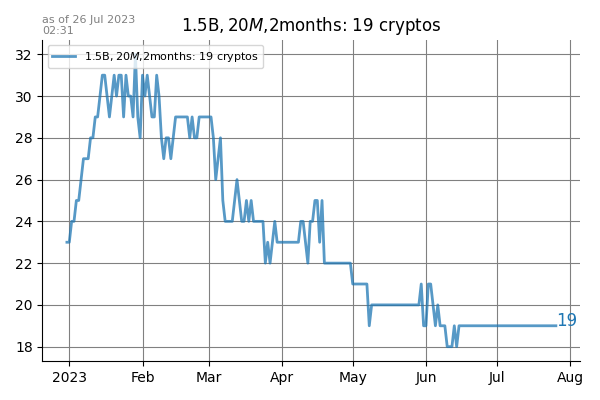 as of 26 Jul 2023
02:31
1.5B, 20M,2months: 19 cryptos
1.5B, 20M,2months: 19 cryptos
32
30
28
26
24
22
20
18
19
2023 Feb Mar Apr May Jun Jul Aug